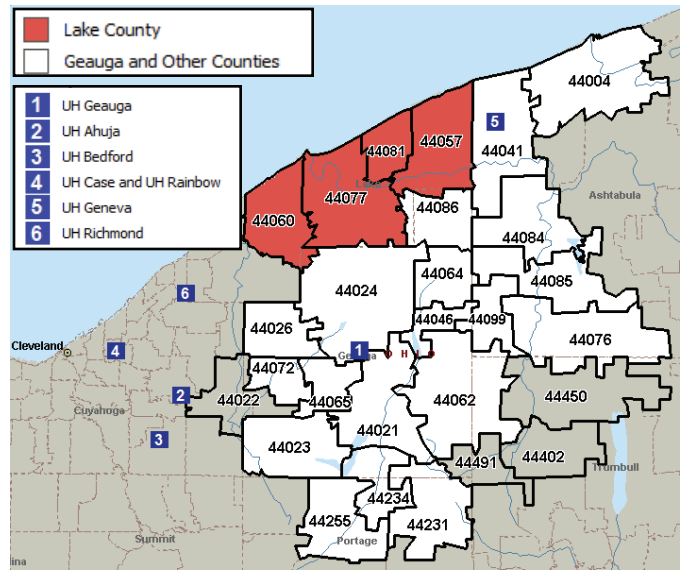 Lake County
Geauga and Other Counties
1 UH Geauga
2 UH Ahuja
3 UH Bedford
4 UH Case and UH Rainbow
5 UH Geneva
6 UH Richmond
44004
5
44057
44081
44041
Lake
44077
Ashtabula
44086
44060
44084
44064
44085
44024
6
44026
44046
44099
44076
Cleveland
4
1
Geauga
O H I O
44072
44450
2
44022
44065
44062
Cuyahoga
44021
3
44023
44402
44491
Trumbull
44234
44255
44231
Summit
Portage
ina